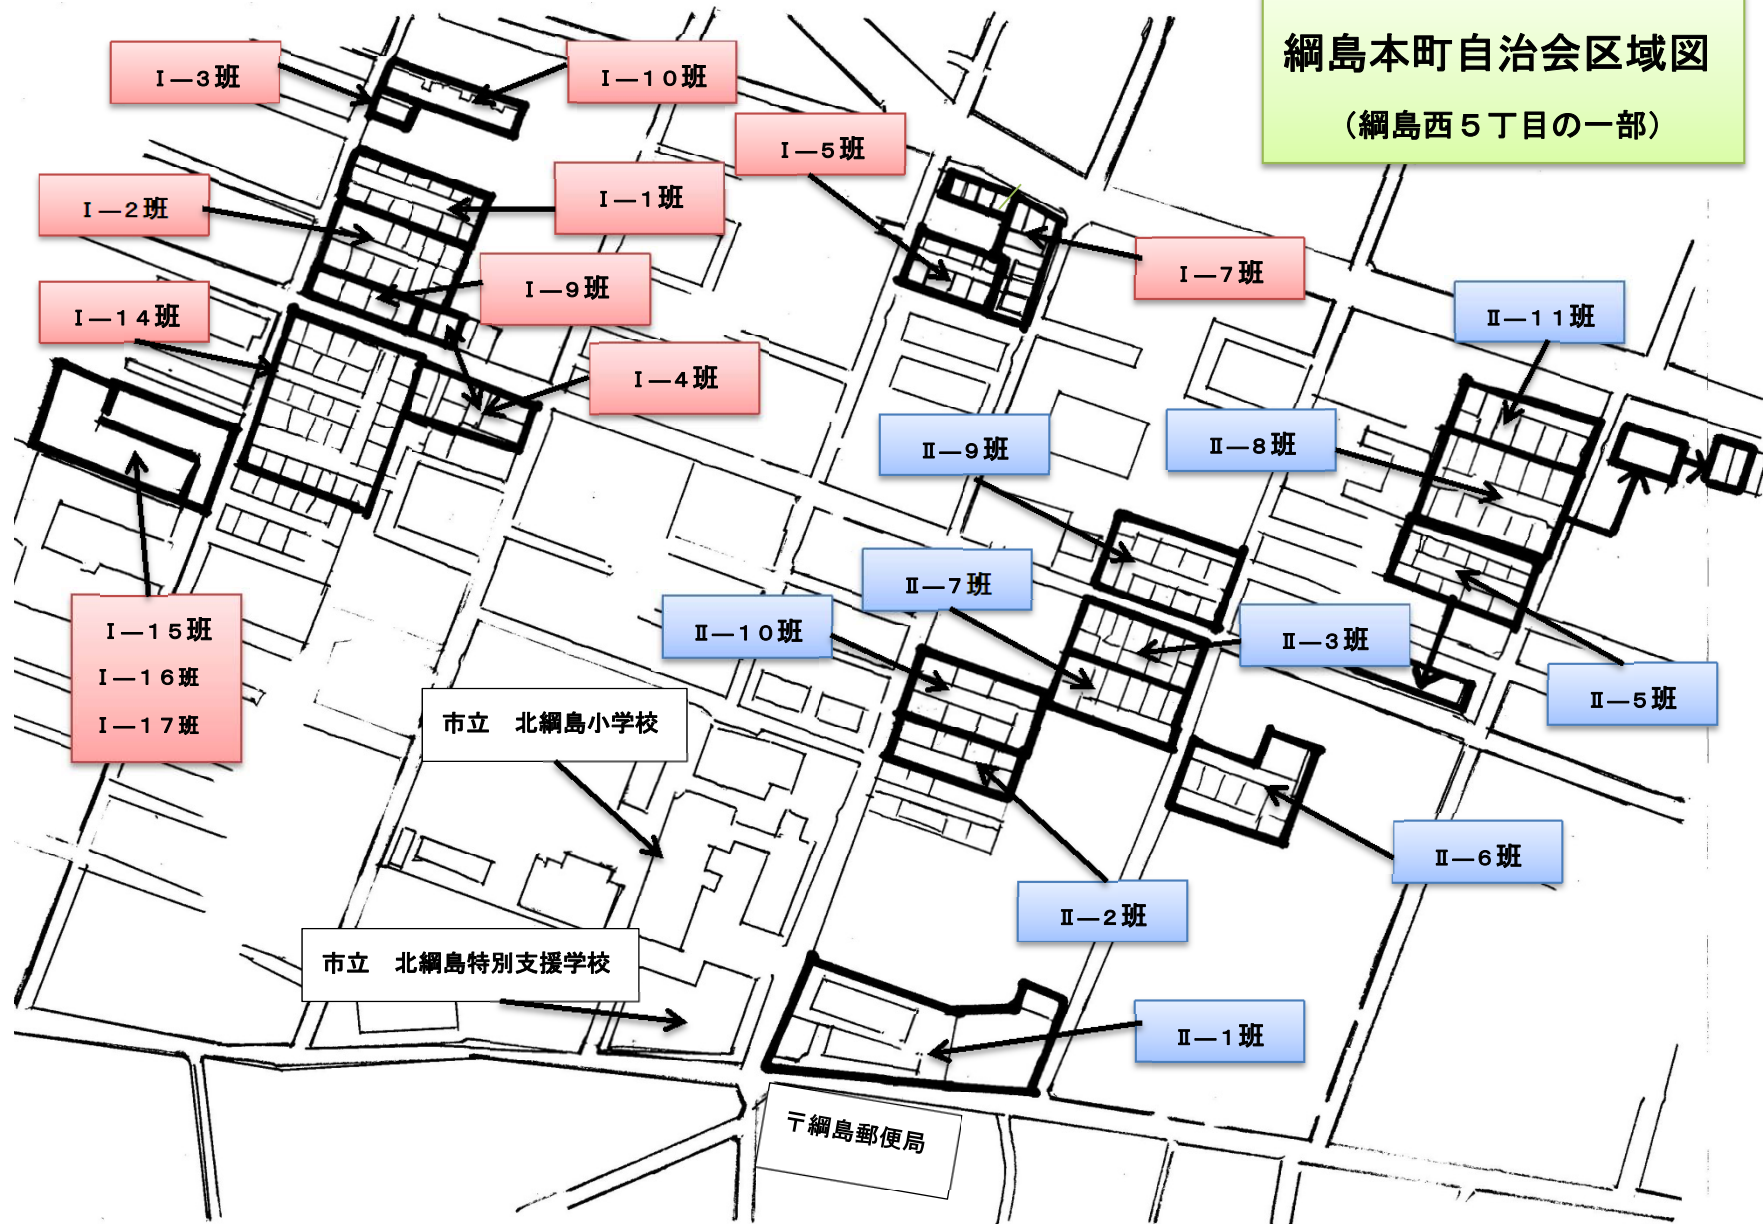 綱島本町自治会区域図
（綱島西５丁目の一部）
Ⅰ―３班
Ⅰ―１０班
Ⅰ―５班
Ⅰ―２班
Ⅰ―１班
Ⅰ―７班
Ⅰ―９班
Ⅰ―１４班
Ⅱ―１１班
Ⅰ―４班
Ⅱ―９班
Ⅱ―８班
Ⅱ―７班
Ⅰ―１５班
Ⅰ―１６班
Ⅰ―１７班
Ⅱ―１０班
Ⅱ―３班
Ⅱ―５班
市立　北綱島小学校
Ⅱ―６班
Ⅱ―２班
市立　北綱島特別支援学校
Ⅱ―１班
〒綱島郵便局